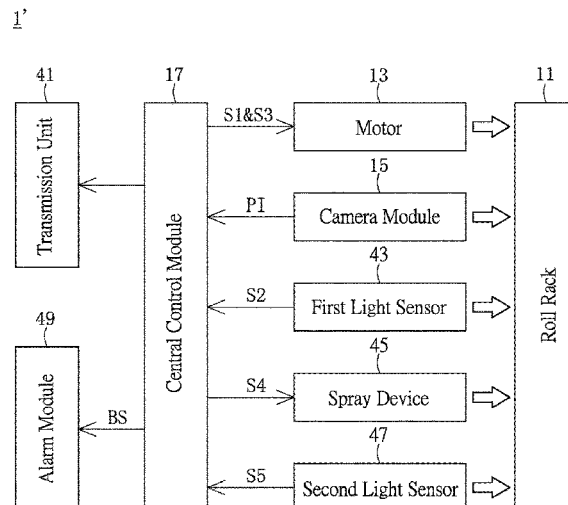 1'
41
17
13
11
Transmission Unit
Central Control Module
S1&S3
Motor
Roll Rack
15
PI
Camera Module
43
S2
First Light Sensor
49
45
Alarm Module
S4
Spray Device
BS
47
S5
Second Light Sensor